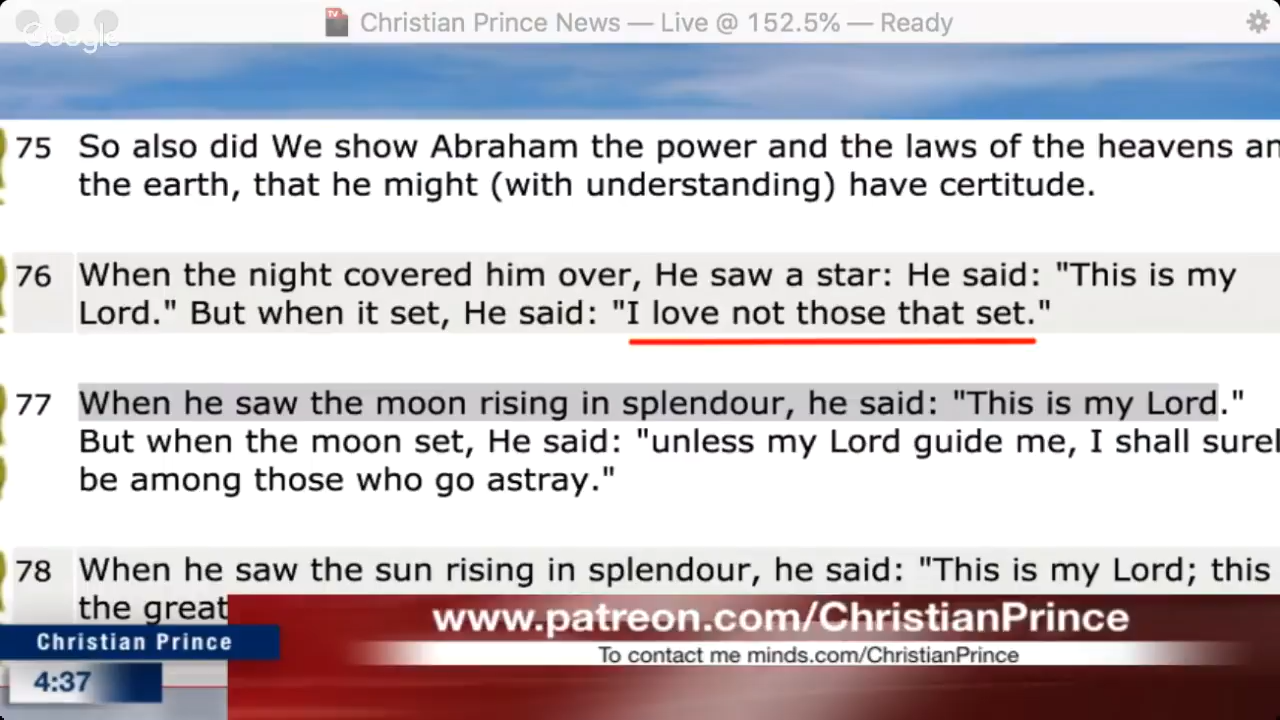 Christian Prince News — Live @ 152.5% — Ready
Google
75 So also did We show Abraham the power and the laws of the heavens an
the earth, that he might (with understanding) have certitude.
76 When the night covered him over, He saw a star: He said: "This is my
Lord." But when it set, He said: "I love not those that set."
77 When he saw the moon rising in splendour, he said: "This is my Lord."
But when the moon set, He said: "unless my Lord guide me, I shall surel
be among those who go astray."
78 When he saw the sun rising in splendour, he said: "This is my Lord; this
the great
www.patreon.com/ChristianPrince
Christian Prince
To contact me minds.com/ChristianPrince
4:37